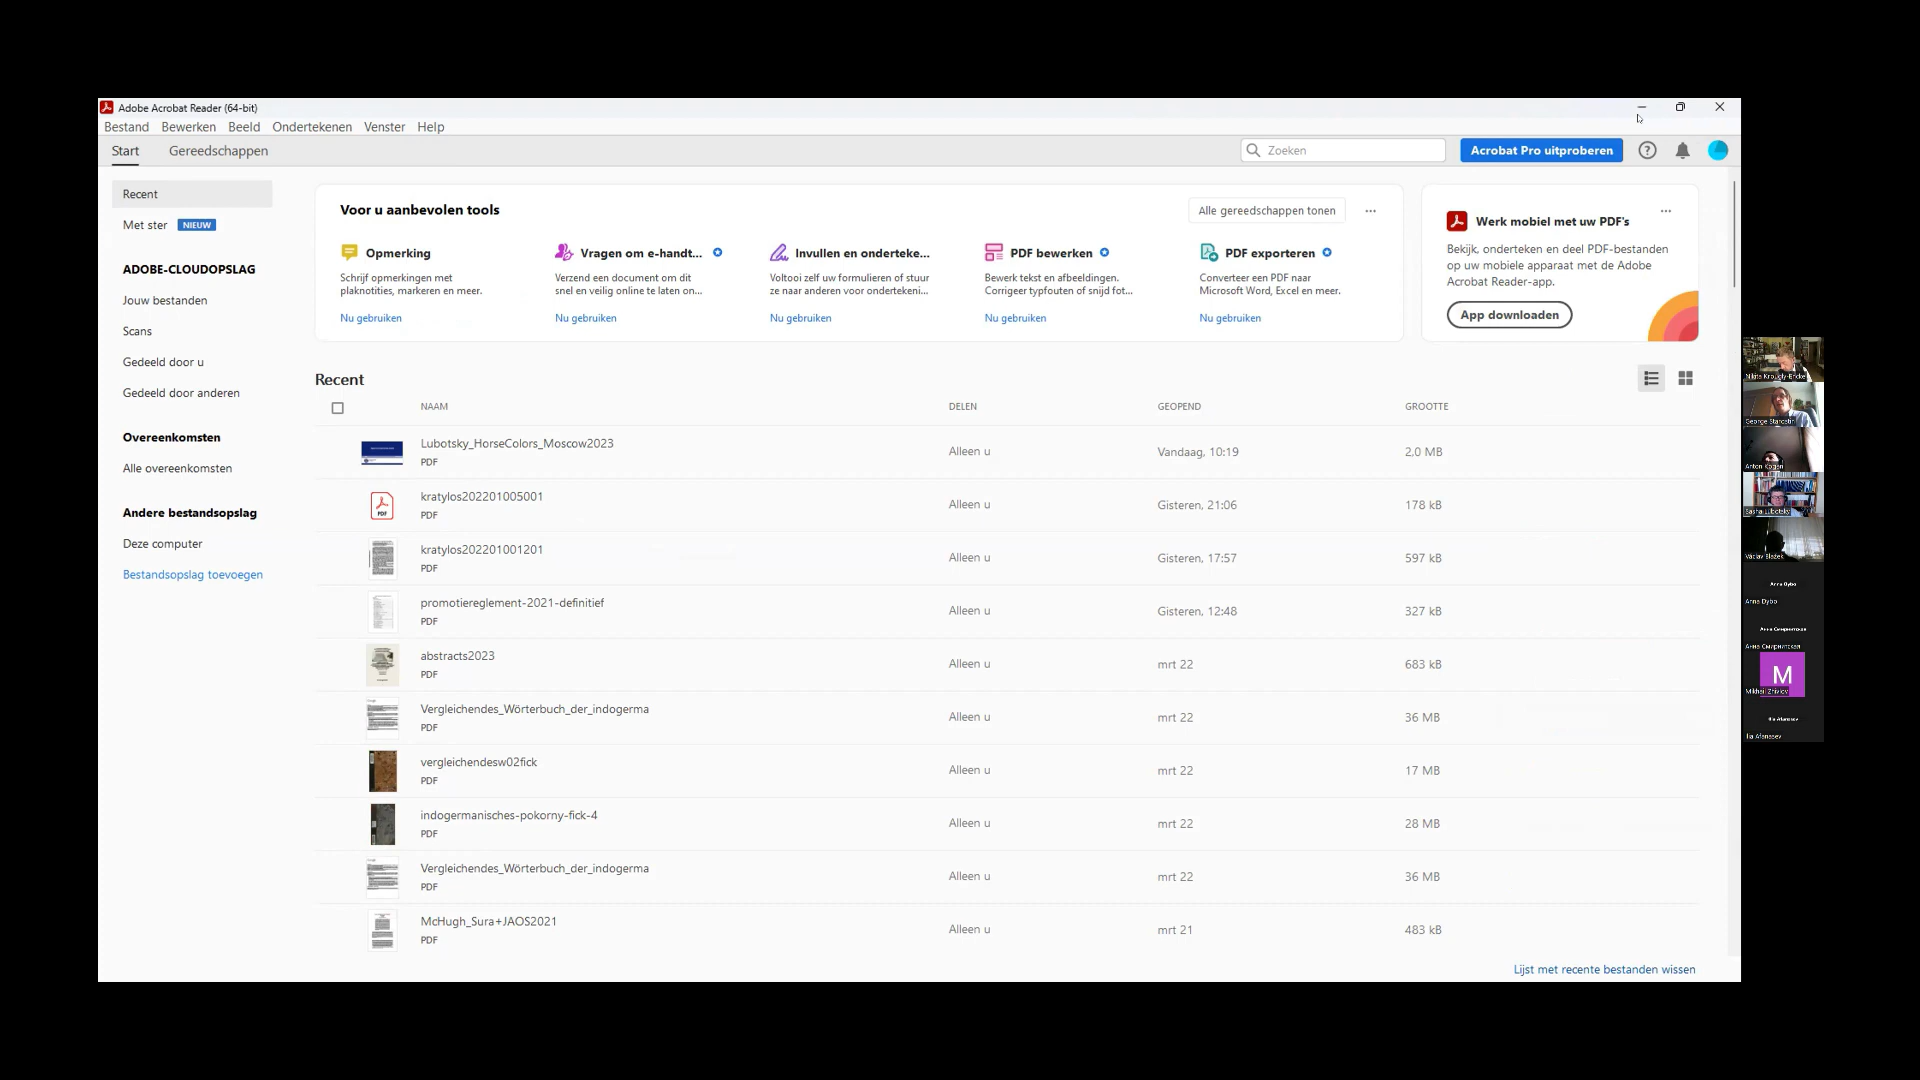 Adobe Acrobat Reader (64-bit)
Bestand Bewerken Beeld Ondertekenen Venster Help
Start Gereedschappen
Zoeken
Acrobat Pro uitproberen
Recent
Met ster NIEUW
ADOBE-CLOUDOPSLAG
Jouw bestanden
Scans
Gedeeld door u
Gedeeld door anderen
Overeenkomsten
Alle overeenkomsten
Andere bestandsopslag
Deze computer
Bestandsopslag toevoegen
Voor u aanbevolen tools
Alle gereedschappen tonen
Opmerking
Schrijf opmerkingen met
plaknotities, markeren en meer.
Nu gebruiken
Vragen om e-handt...
Verzend een document om dit
snel en veilig online te laten on...
Nu gebruiken
Invullen en onderteke...
Voltooi zelf uw formulieren of stuur
ze naar anderen voor ondertekeni...
Nu gebruiken
PDF bewerken
Bewerk tekst en afbeeldingen.
Corrigeer typfouten of snijd fot...
Nu gebruiken
PDF exporteren
Converteer een PDF naar
Microsoft Word, Excel en meer.
Nu gebruiken
Werk mobiel met uw PDF's
Bekijk, onderteken en deel PDF-bestanden
op uw mobiele apparaat met de Adobe
Acrobat Reader-app.
App downloaden
Recent
NAAM DELEN GEOPEND GROOTTE
Lubotsky_HorseColors_Moscow2023
PDF
Alleen u Vandaag, 10:19 2,0 MB
kratylos202201005001
PDF
Alleen u Gisteren, 21:06 178 kB
kratylos202201001201
PDF
Alleen u Gisteren, 17:57 597 kB
promotiereglement-2021-definitief
PDF
Alleen u Gisteren, 12:48 327 kB
abstracts2023
PDF
Alleen u mrt 22 683 kB
Vergleichendes_Wörterbuch_der_indogerma
PDF
Alleen u mrt 22 36 MB
vergleichendesw02fick
PDF
Alleen u mrt 22 17 MB
indogermanisches-pokorny-fick-4
PDF
Alleen u mrt 22 28 MB
Vergleichendes_Wörterbuch_der_indogerma
PDF
Alleen u mrt 22 36 MB
McHugh_Sura+JAOS2021
PDF
Alleen u mrt 21 483 kB
Lijst met recente bestanden wissen
George Starostin
Anton Kogan
Sasha Lubotsky
Václav Blažek
Anna Dybo
Anna Dybo
Анна Смирнитская
Анна Смирнитская
M
Mikhail Zhivlov
Ilia Afanasev
Ilia Afanasev